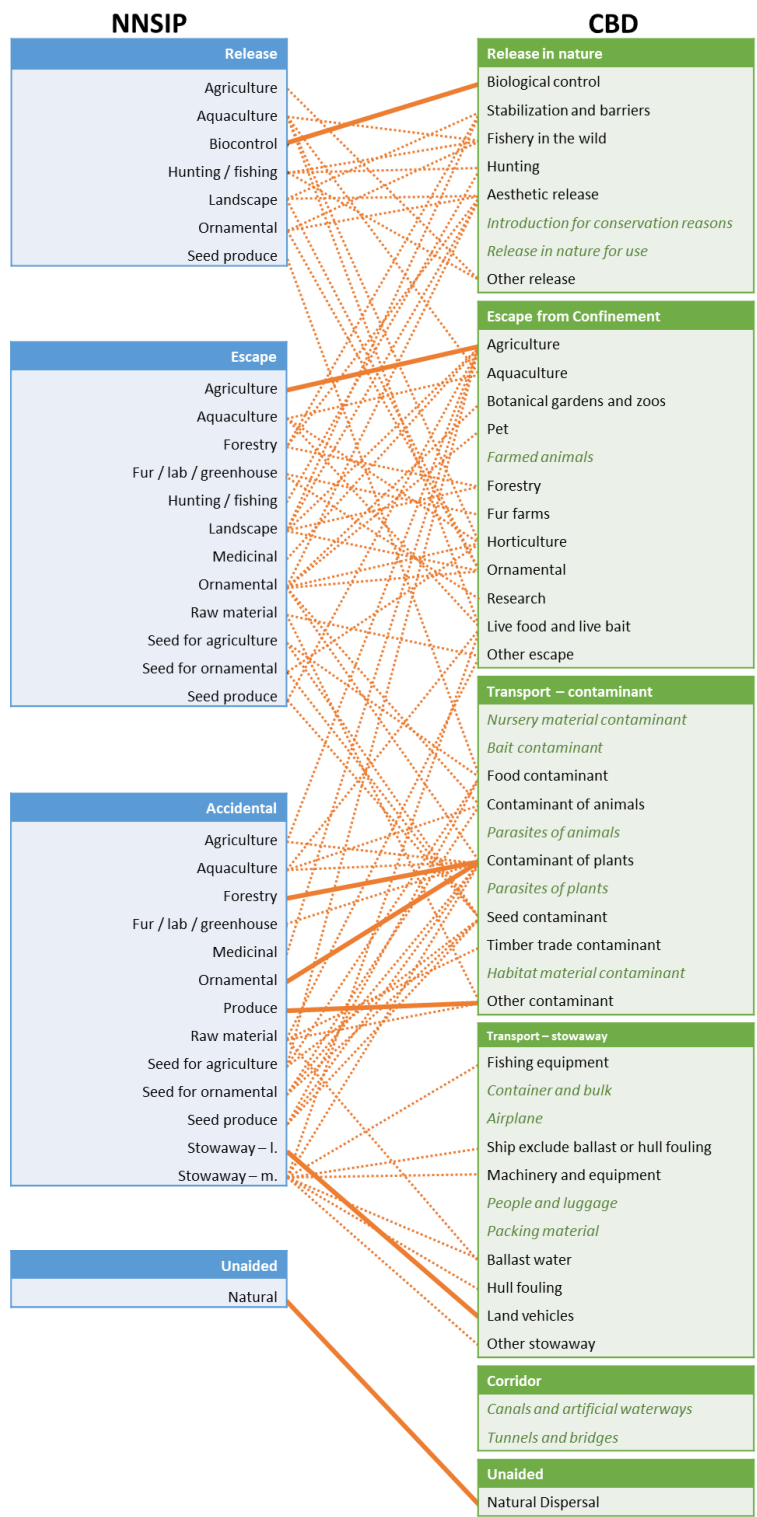 NNSIP
Release
Agriculture
Aquaculture
Biocontrol
Hunting / fishing
Landscape
Ornamental
Seed produce
Escape
Agriculture
Aquaculture
Forestry
Fur / lab / greenhouse
Hunting / fishing
Landscape
Medicinal
Ornamental
Raw material
Seed for agriculture
Seed for ornamental
Seed produce
Accidental
Agriculture
Aquaculture
Forestry
Fur / lab / greenhouse
Medicinal
Ornamental
Produce
Raw material
Seed for agriculture
Seed for ornamental
Seed produce
Stowaway – l.
Stowaway – m.
Unaided
Natural
CBD
Release in nature
Biological control
Stabilization and barriers
Fishery in the wild
Hunting
Aesthetic release
Introduction for conservation reasons
Release in nature for use
Other release
Escape from Confinement
Agriculture
Aquaculture
Botanical gardens and zoos
Pet
Farmed animals
Forestry
Fur farms
Horticulture
Ornamental
Research
Live food and live bait
Other escape
Transport – contaminant
Nursery material contaminant
Bait contaminant
Food contaminant
Contaminant of animals
Parasites of animals
Contaminant of plants
Parasites of plants
Seed contaminant
Timber trade contaminant
Habitat material contaminant
Other contaminant
Transport – stowaway
Fishing equipment
Container and bulk
Airplane
Ship exclude ballast or hull fouling
Machinery and equipment
People and luggage
Packing material
Ballast water
Hull fouling
Land vehicles
Other stowaway
Corridor
Canals and artificial waterways
Tunnels and bridges
Unaided
Natural Dispersal